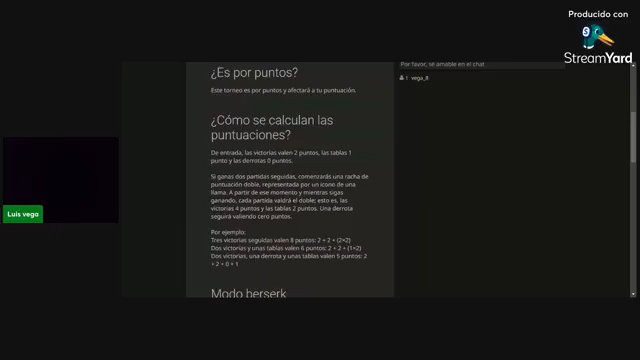 Producido con
StreamYard
¿Es por puntos?
Por favor, sé amable en el chat
1 vega_8
Este torneo es por puntos y afectará a tu puntuación.
¿Cómo se calculan las
puntuaciones?
De entrada, las victorias valen 2 puntos, las tablas 1
punto y las derrotas 0 puntos.
Si ganas dos partidas seguidas, comenzarás una racha de
puntuación doble, representada por un icono de una
llama. A partir de ese momento y mientras sigas
ganando, cada partida valdrá el doble; esto es, las
victorias 4 puntos y las tablas 2 puntos. Una derrota
seguirá valiendo cero puntos.
Luis vega
Por ejemplo:
Tres victorias seguidas valen 8 puntos: 2 + 2 + (2×2)
Dos victorias y unas tablas valen 6 puntos: 2 + 2 + (1×2)
Dos victorias, una derrota y unas tablas valen 5 puntos: 2
+ 2 + 0 + 1
Modo berserk